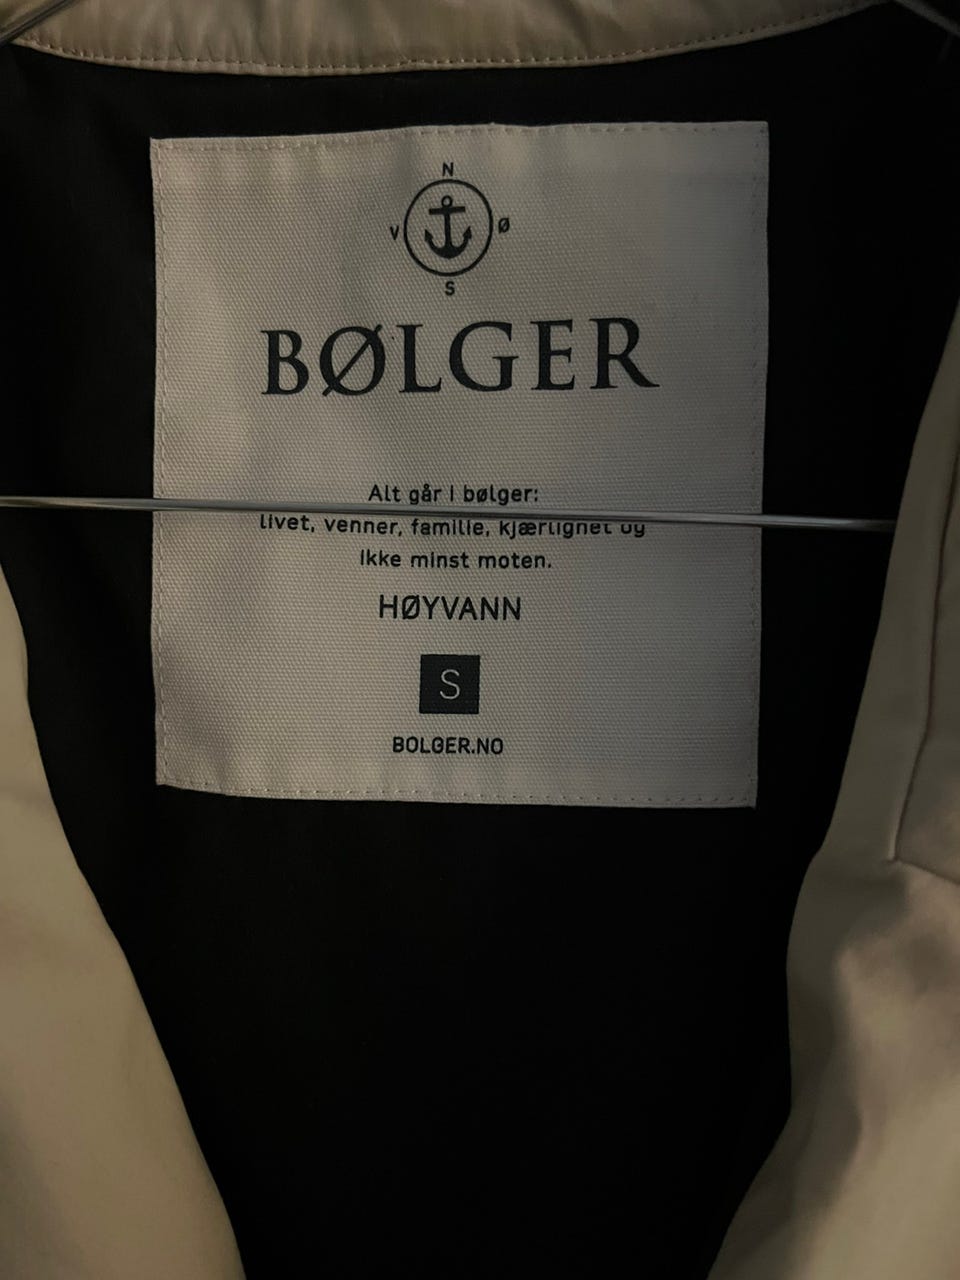 N
V Ø
S
BØLGER
Alt går i bølger:
livet, venner, familie, kjærlighet og
ikke minst moten.
HØYVANN
S
BOLGER.NO